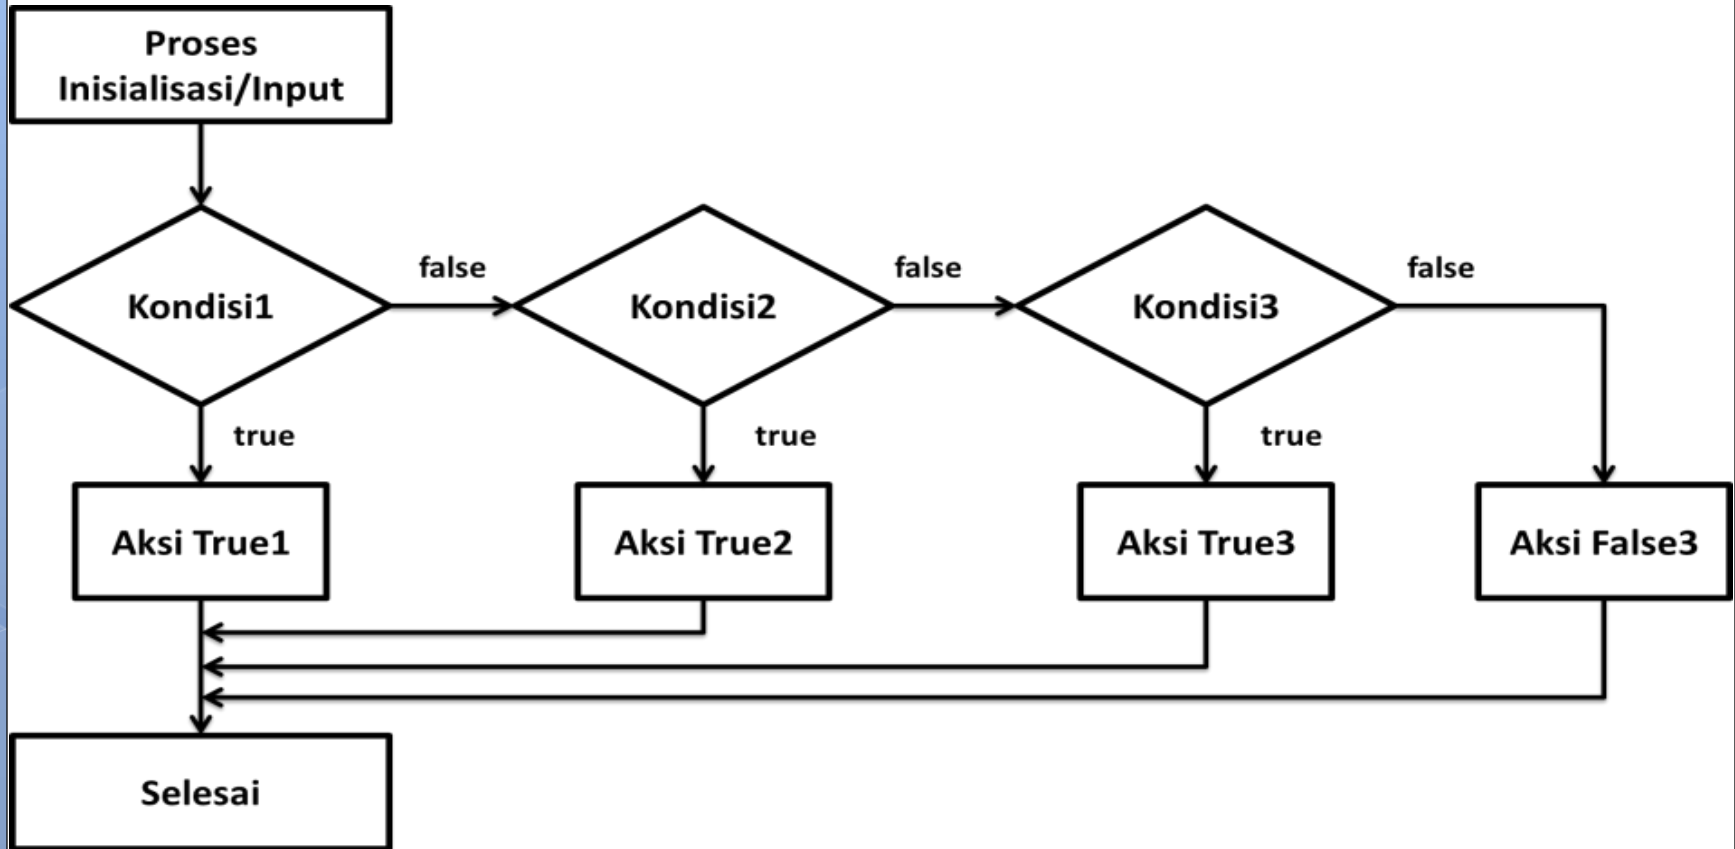 Proses
Inisialisasi/Input
Kondisi1
false
Kondisi2
false
Kondisi3
false
true
true
true
Aksi True1
Aksi True2
Aksi True3
Aksi False3
Selesai